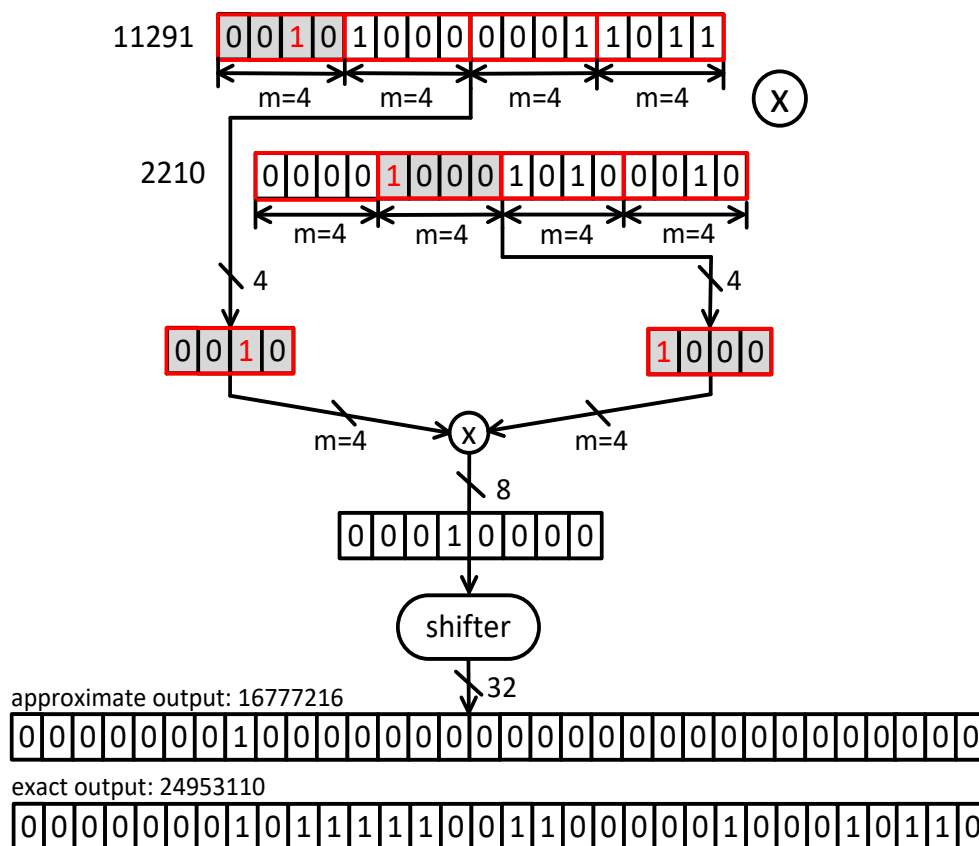 11291 0 0 1 0 1 0 0 0 0 0 0 1 1 0 1 1
m=4 m=4 m=4 m=4
x
2210 0 0 0 0 1 0 0 0 1 0 1 0 0 0 1 0
m=4 m=4 m=4 m=4
4 4
0 0 1 0 1 0 0 0
x
m=4 m=4
8
0 0 0 1 0 0 0 0
shifter
32
approximate output: 16777216
0 0 0 0 0 0 0 1 0 0 0 0 0 0 0 0 0 0 0 0 0 0 0 0 0 0 0 0 0 0 0 0
exact output: 24953110
0 0 0 0 0 0 0 1 0 1 1 1 1 1 0 0 1 1 0 0 0 0 0 1 0 0 0 1 0 1 1 0